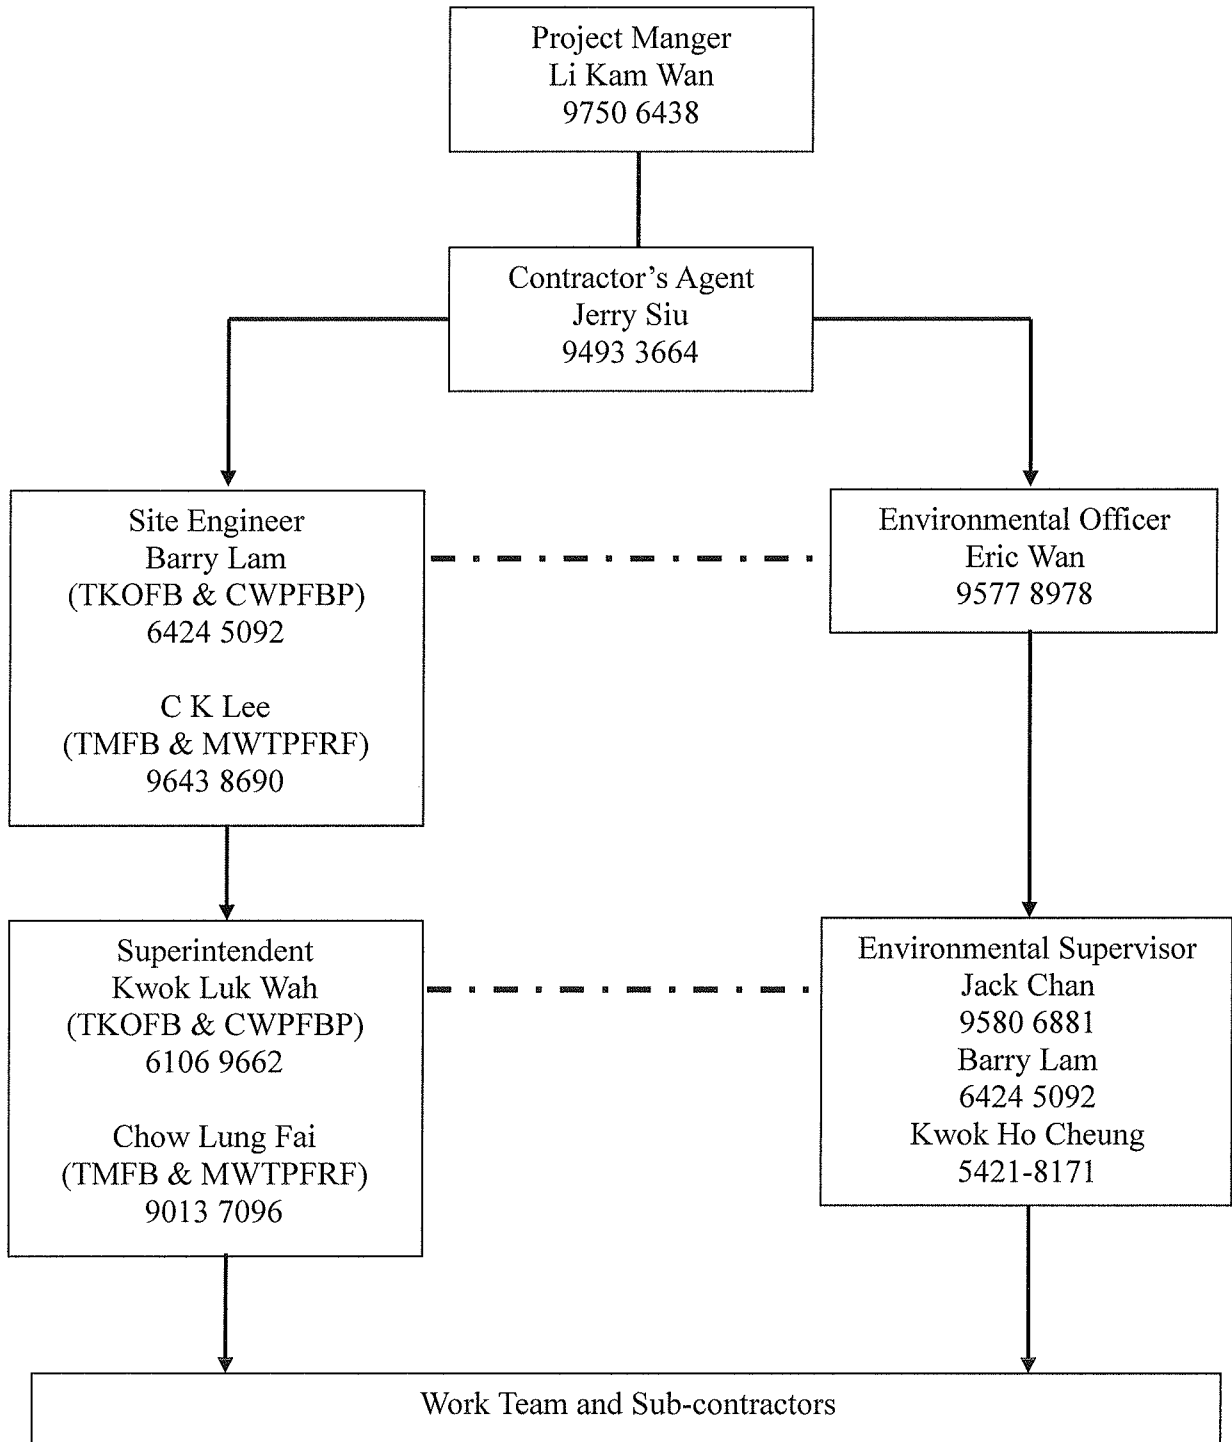 Project Manger
Li Kam Wan
9750 6438
Contractor’s Agent
Jerry Siu
9493 3664
Site Engineer
Barry Lam
(TKOFB & CWPFBP)
6424 5092
C K Lee
(TMFB & MWTPFRF)
9643 8690
Environmental Officer
Eric Wan
9577 8978
Superintendent
Kwok Luk Wah
(TKOFB & CWPFBP)
6106 9662
Chow Lung Fai
(TMFB & MWTPFRF)
9013 7096
Environmental Supervisor
Jack Chan
9580 6881
Barry Lam
6424 5092
Kwok Ho Cheung
5421-8171
Work Team and Sub-contractors